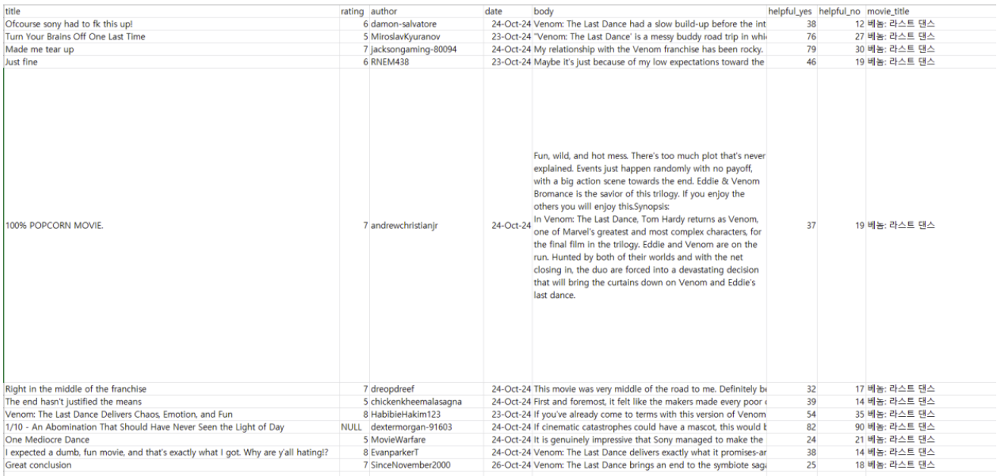 title rating author date body helpful_yes helpful_no movie_title
Ofcourse sony had to fk this up! 6 damon-salvatore 24-Oct-24 Venom: The Last Dance had a slow build-up before the int 38 12 베놈: 라스트 댄스
Turn Your Brains Off One Last Time 5 MiroslavKyuranov 23-Oct-24 "Venom: The Last Dance' is a messy buddy road trip in whi 76 27 베놈: 라스트 댄스
Made me tear up 7 jacksongaming-80094 24-Oct-24 My relationship with the Venom franchise has been rocky. 79 30 베놈: 라스트 댄스
Just fine 6 RNEM438 23-Oct-24 Maybe it's just because of my low expectations toward the 46 19 베놈: 라스트 댄스
Fun, wild, and hot mess. There's too much plot that's never
explained. Events just happen randomly with no payoff,
with a big action scene towards the end. Eddie & Venom
Bromance is the savior of this trilogy. If you enjoy the
others you will enjoy this.Synopsis:
In Venom: The Last Dance, Tom Hardy returns as Venom,
100% POPCORN MOVIE. 7 andrewchristianjr 24-Oct-24 one of Marvel's greatest and most complex characters, for 37 19 베놈: 라스트 댄스
the final film in the trilogy. Eddie and Venom are on the
run. Hunted by both of their worlds and with the net
closing in, the duo are forced into a devastating decision
that will bring the curtains down on Venom and Eddie's
last dance.
Right in the middle of the franchise 7 dreopdreef 24-Oct-24 This movie was very middle of the road to me. Definitely be 32 17 베놈: 라스트 댄스
The end hasn't justified the means 5 chickenkheemalasagna 24-Oct-24 First and foremost, it felt like the makers made every poor 39 14 베놈: 라스트 댄스
Venom: The Last Dance Delivers Chaos, Emotion, and Fun 8 HabibieHakim123 23-Oct-24 If you've already come to terms with this version of Venom 54 35 베놈: 라스트 댄스
1/10 - An Abomination That Should Have Never Seen the Light of Day NULL dextermorgan-91603 24-Oct-24 If cinematic catastrophes could have a mascot, this would b 82 90 베놈: 라스트 댄스
One Mediocre Dance 5 MovieWarfare 24-Oct-24 It is genuinely impressive that Sony managed to make the 24 21 베놈: 라스트 댄스
I expected a dumb, fun movie, and that's exactly what I got. Why are y'all hating!? 8 EvanparkerT 24-Oct-24 Venom: The Last Dance delivers exactly what it promises-ar 38 14 베놈: 라스트 댄스
Great conclusion 7 SinceNovember2000 26-Oct-24 Venom: The Last Dance brings an end to the symbiote saga 25 18 베놈: 라스트 댄스